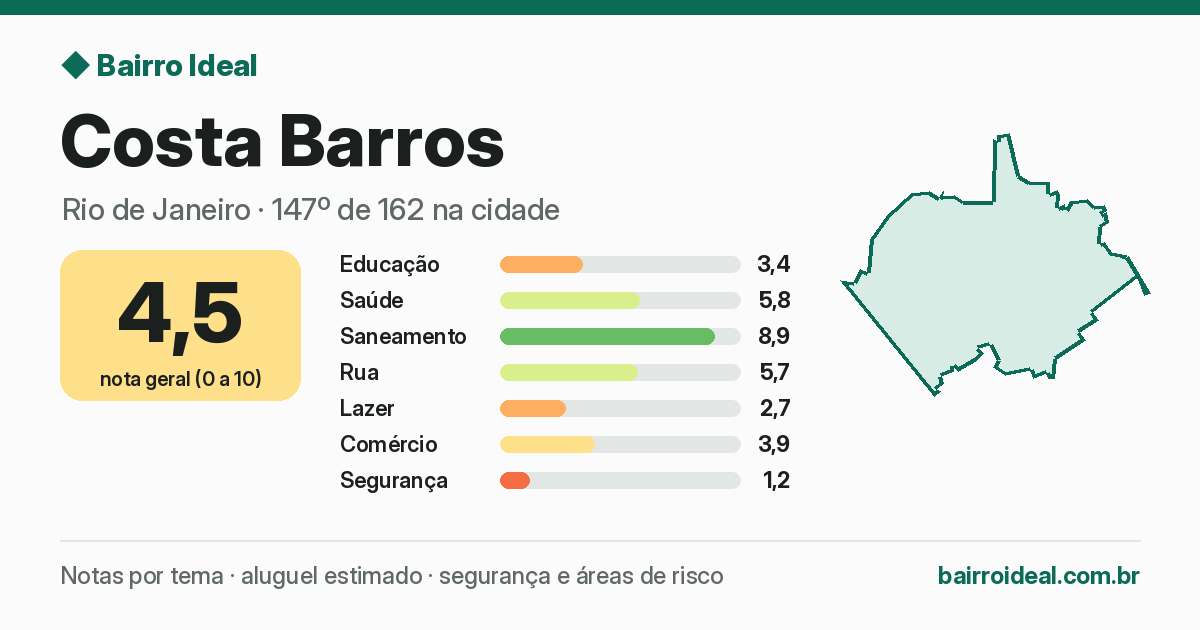 Bairro Ideal
Costa Barros
Rio de Janeiro · 147º de 162 na cidade
4,5
nota geral (0 a 10)
Educação 3,4
Saúde 5,8
Saneamento 8,9
Rua 5,7
Lazer 2,7
Comércio 3,9
Segurança 1,2
Notas por tema · aluguel estimado · segurança e áreas de risco
bairroideal.com.br